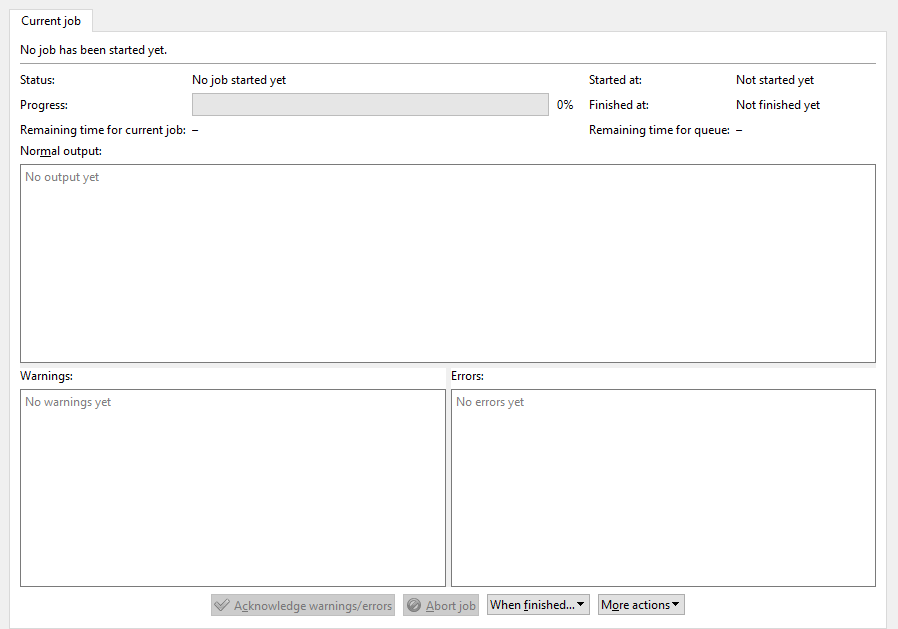 Current job
No job has been started yet.
Status: No job started yet Started at: Not started yet
Progress: 0% Finished at: Not finished yet
Remaining time for current job: – Remaining time for queue: –
Normal output:
No output yet
Warnings: Errors:
No warnings yet No errors yet
Acknowledge warnings/errors Abort job When finished... More actions